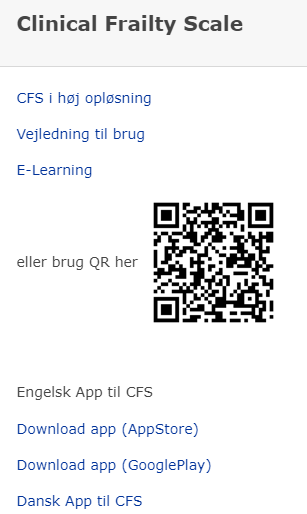 Clinical Frailty Scale
CFS i høj opløsning
Vejledning til brug
E-Learning
eller brug QR her
Engelsk App til CFS
Download app (AppStore)
Download app (GooglePlay)
Dansk App til CFS